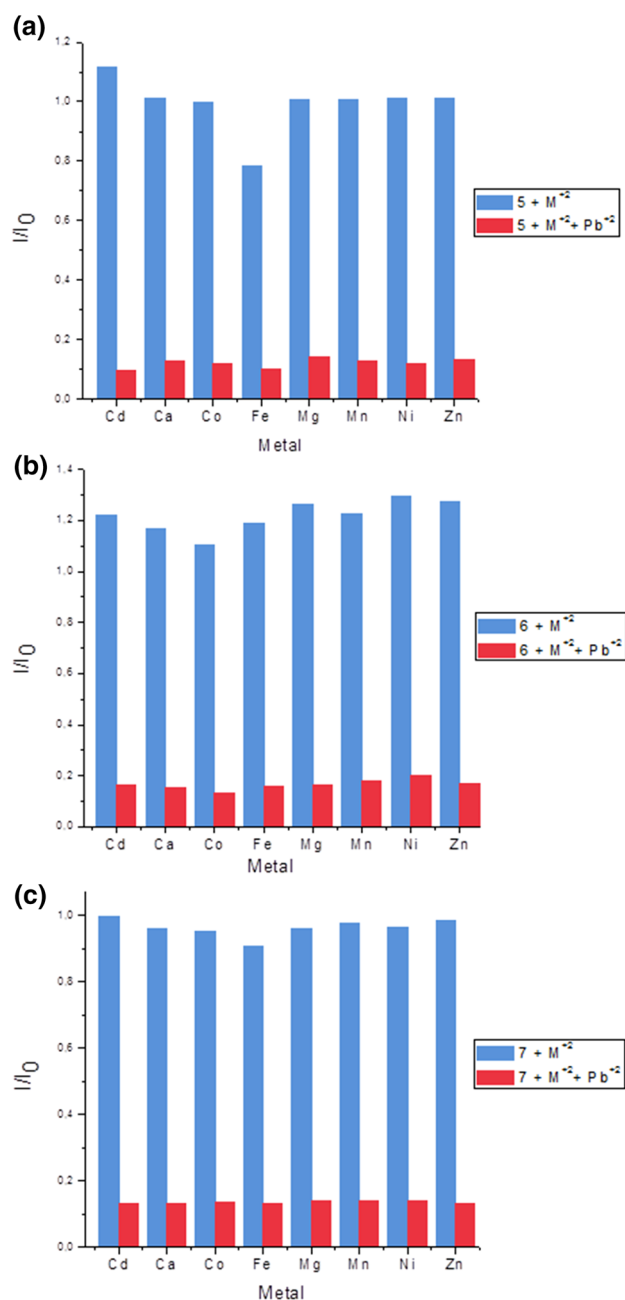 (a)
1.2
1.0
0.8
0.6
0.4
0.2
0.0
I/I0
Cd Ca Co Fe Mg Mn Ni Zn
Metal
5 + M+2
5 + M+2+ Pb+2
(b)
1.4
1.2
1.0
0.8
0.6
0.4
0.2
0.0
I/I0
Cd Ca Co Fe Mg Mn Ni Zn
Metal
6 + M+2
6 + M+2+ Pb+2
(c)
1.0
0.8
0.6
0.4
0.2
0.0
I/I0
Cd Ca Co Fe Mg Mn Ni Zn
Metal
7 + M+2
7 + M+2+ Pb+2